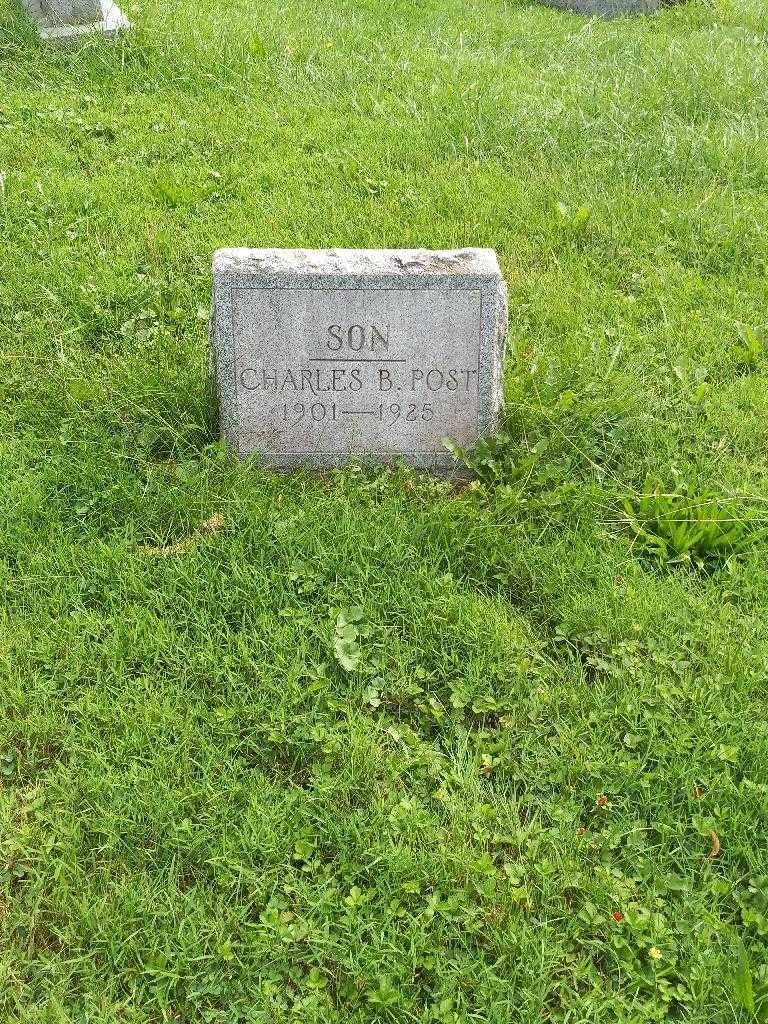 SON
CHARLES B. POST
1901—1925